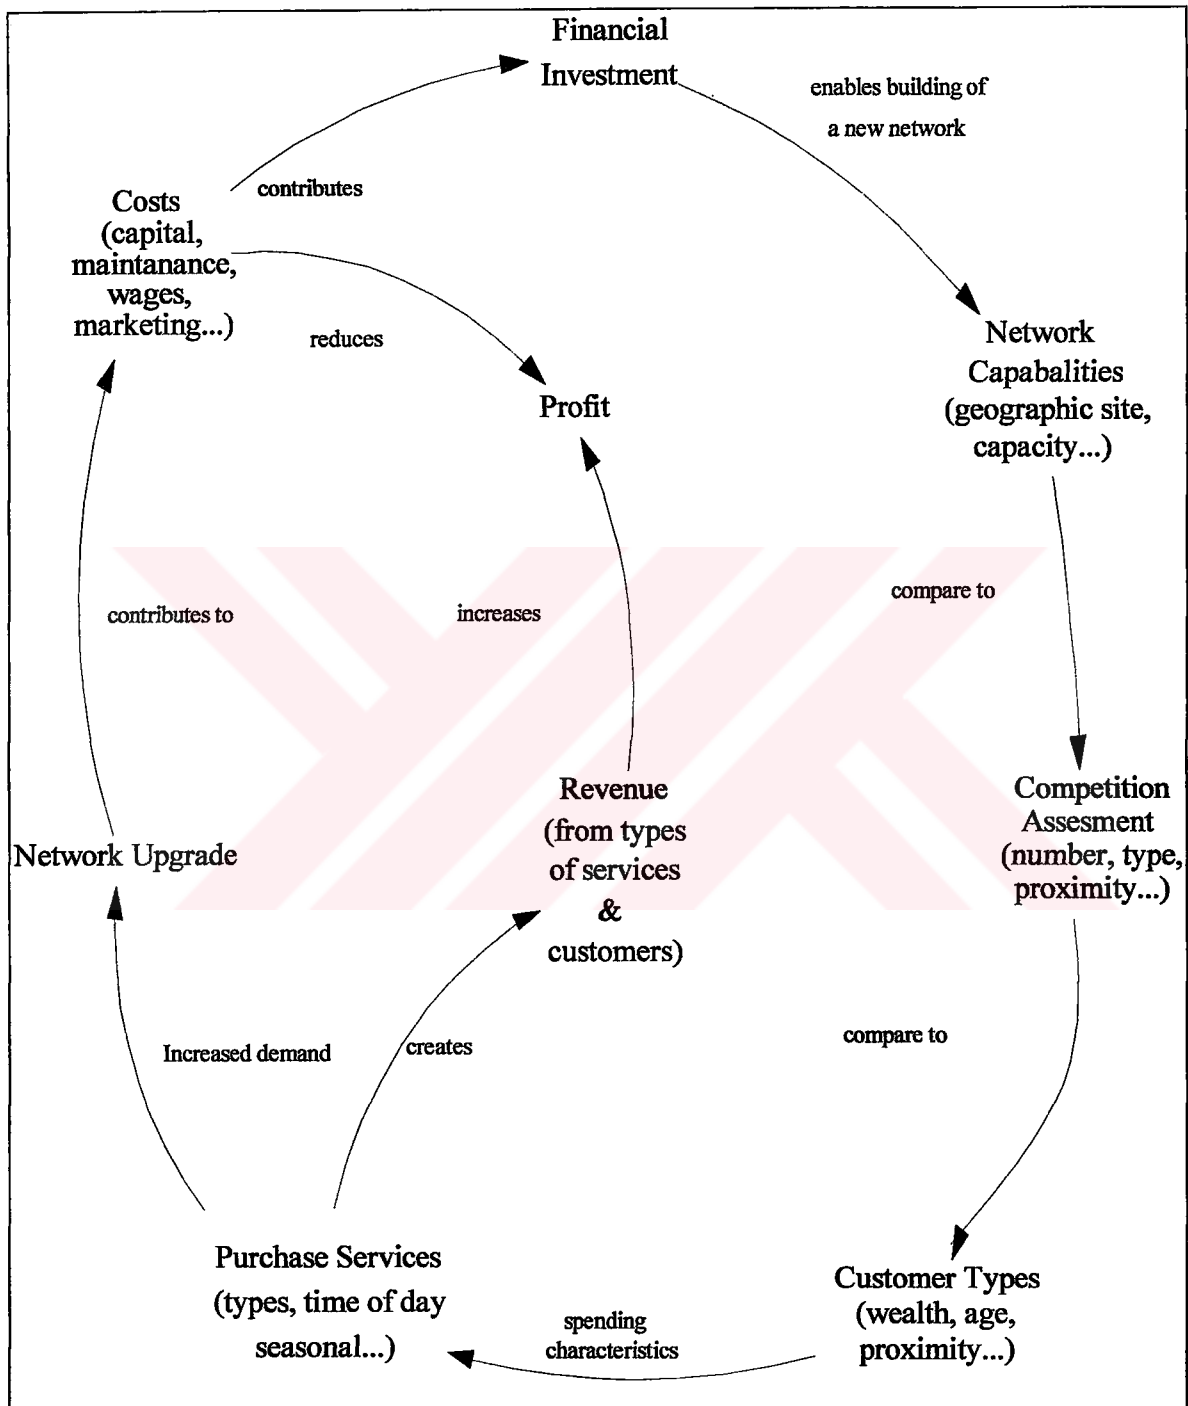 Financial
Investment
enables building of
a new network
contributes
Costs
(capital,
maintanance,
wages,
marketing...)
reduces
Profit
Network
Capabalities
(geographic site,
capacity...)
contributes to
increases
compare to
Revenue
(from types
of services
&
customers)
Competition
Assesment
(number, type,
proximity...)
Network Upgrade
Increased demand
creates
compare to
Purchase Services
(types, time of day
seasonal...)
spending
characteristics
Customer Types
(wealth, age,
proximity...)